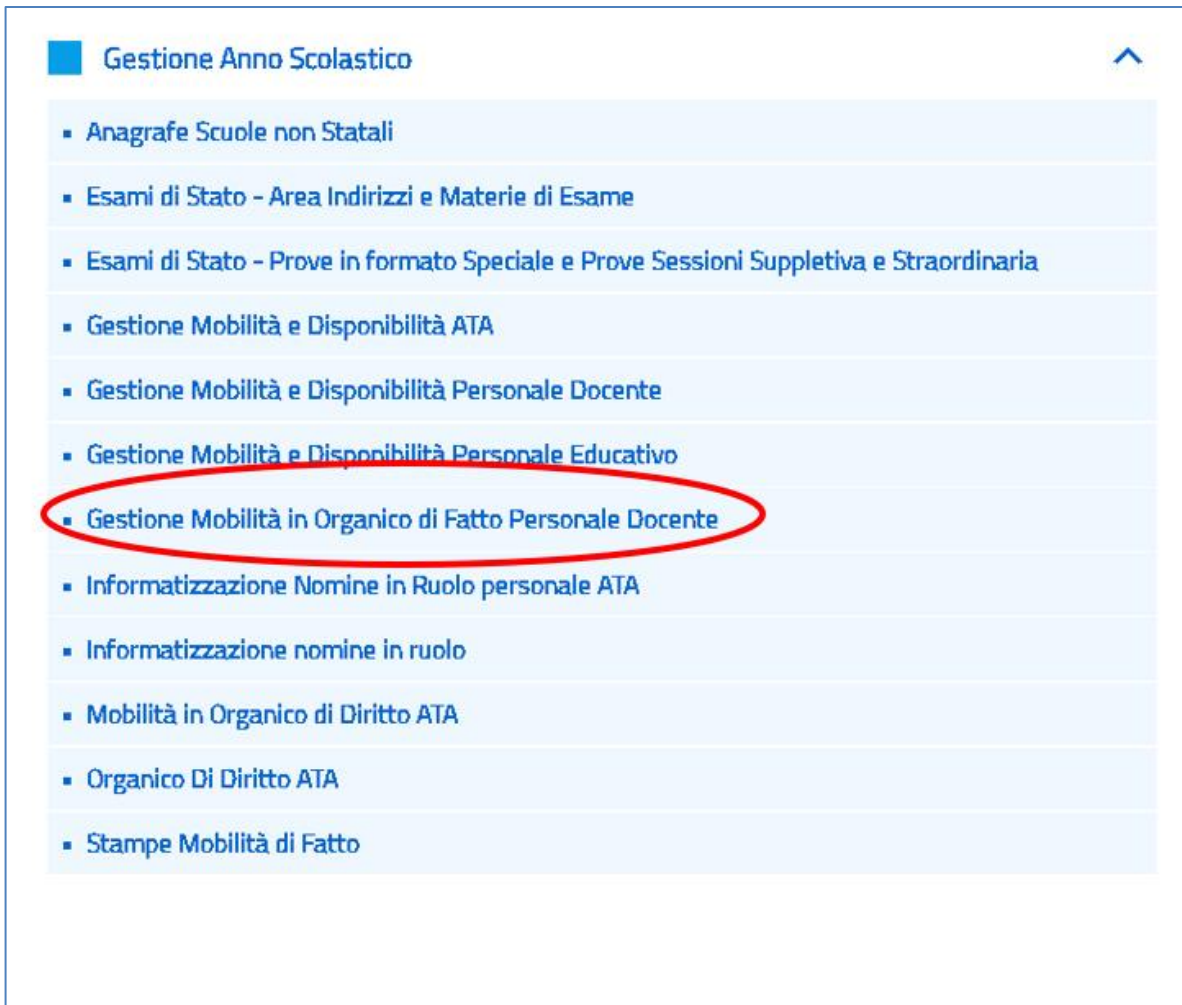 Gestione Anno Scolastico
Anagrafe Scuole non Statali
Esami di Stato - Area Indirizzi e Materie di Esame
Esami di Stato - Prove in formato Speciale e Prove Sessioni Suppletiva e Straordinaria
Gestione Mobilità e Disponibilità ATA
Gestione Mobilità e Disponibilità Personale Docente
Gestione Mobilità e Disponibilità Personale Educativo
Gestione Mobilità in Organico di Fatto Personale Docente
Informatizzazione Nomine in Ruolo personale ATA
Informatizzazione nomine in ruolo
Mobilità in Organico di Diritto ATA
Organico Di Diritto ATA
Stampe Mobilità di Fatto